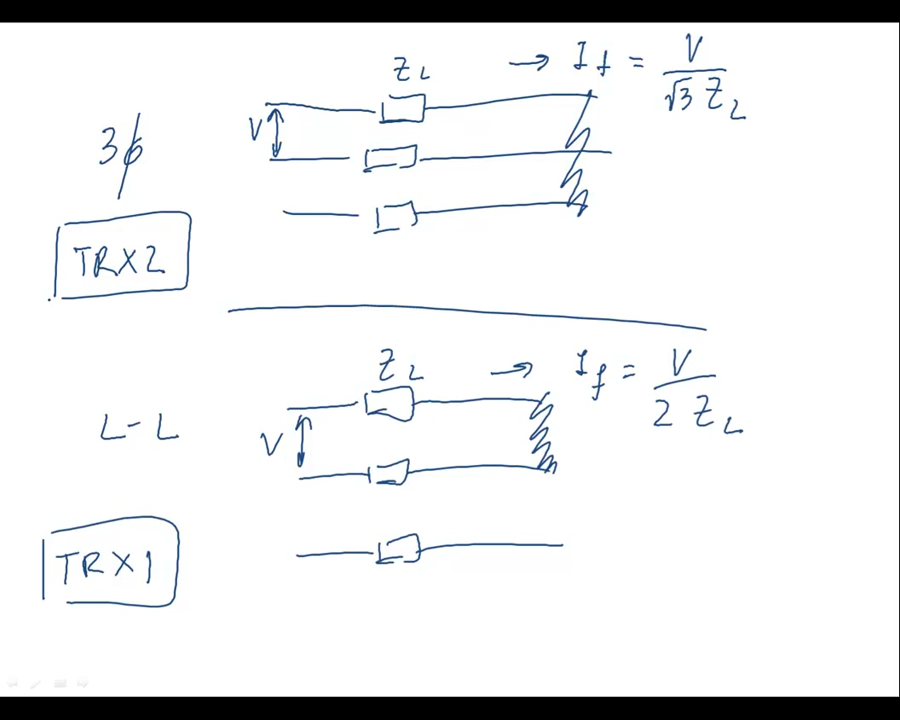 Z_L → I_f = V / √3 Z_L
V
3φ
TRX2
Z_L → I_f = V / 2 Z_L
L-L V
TRX1